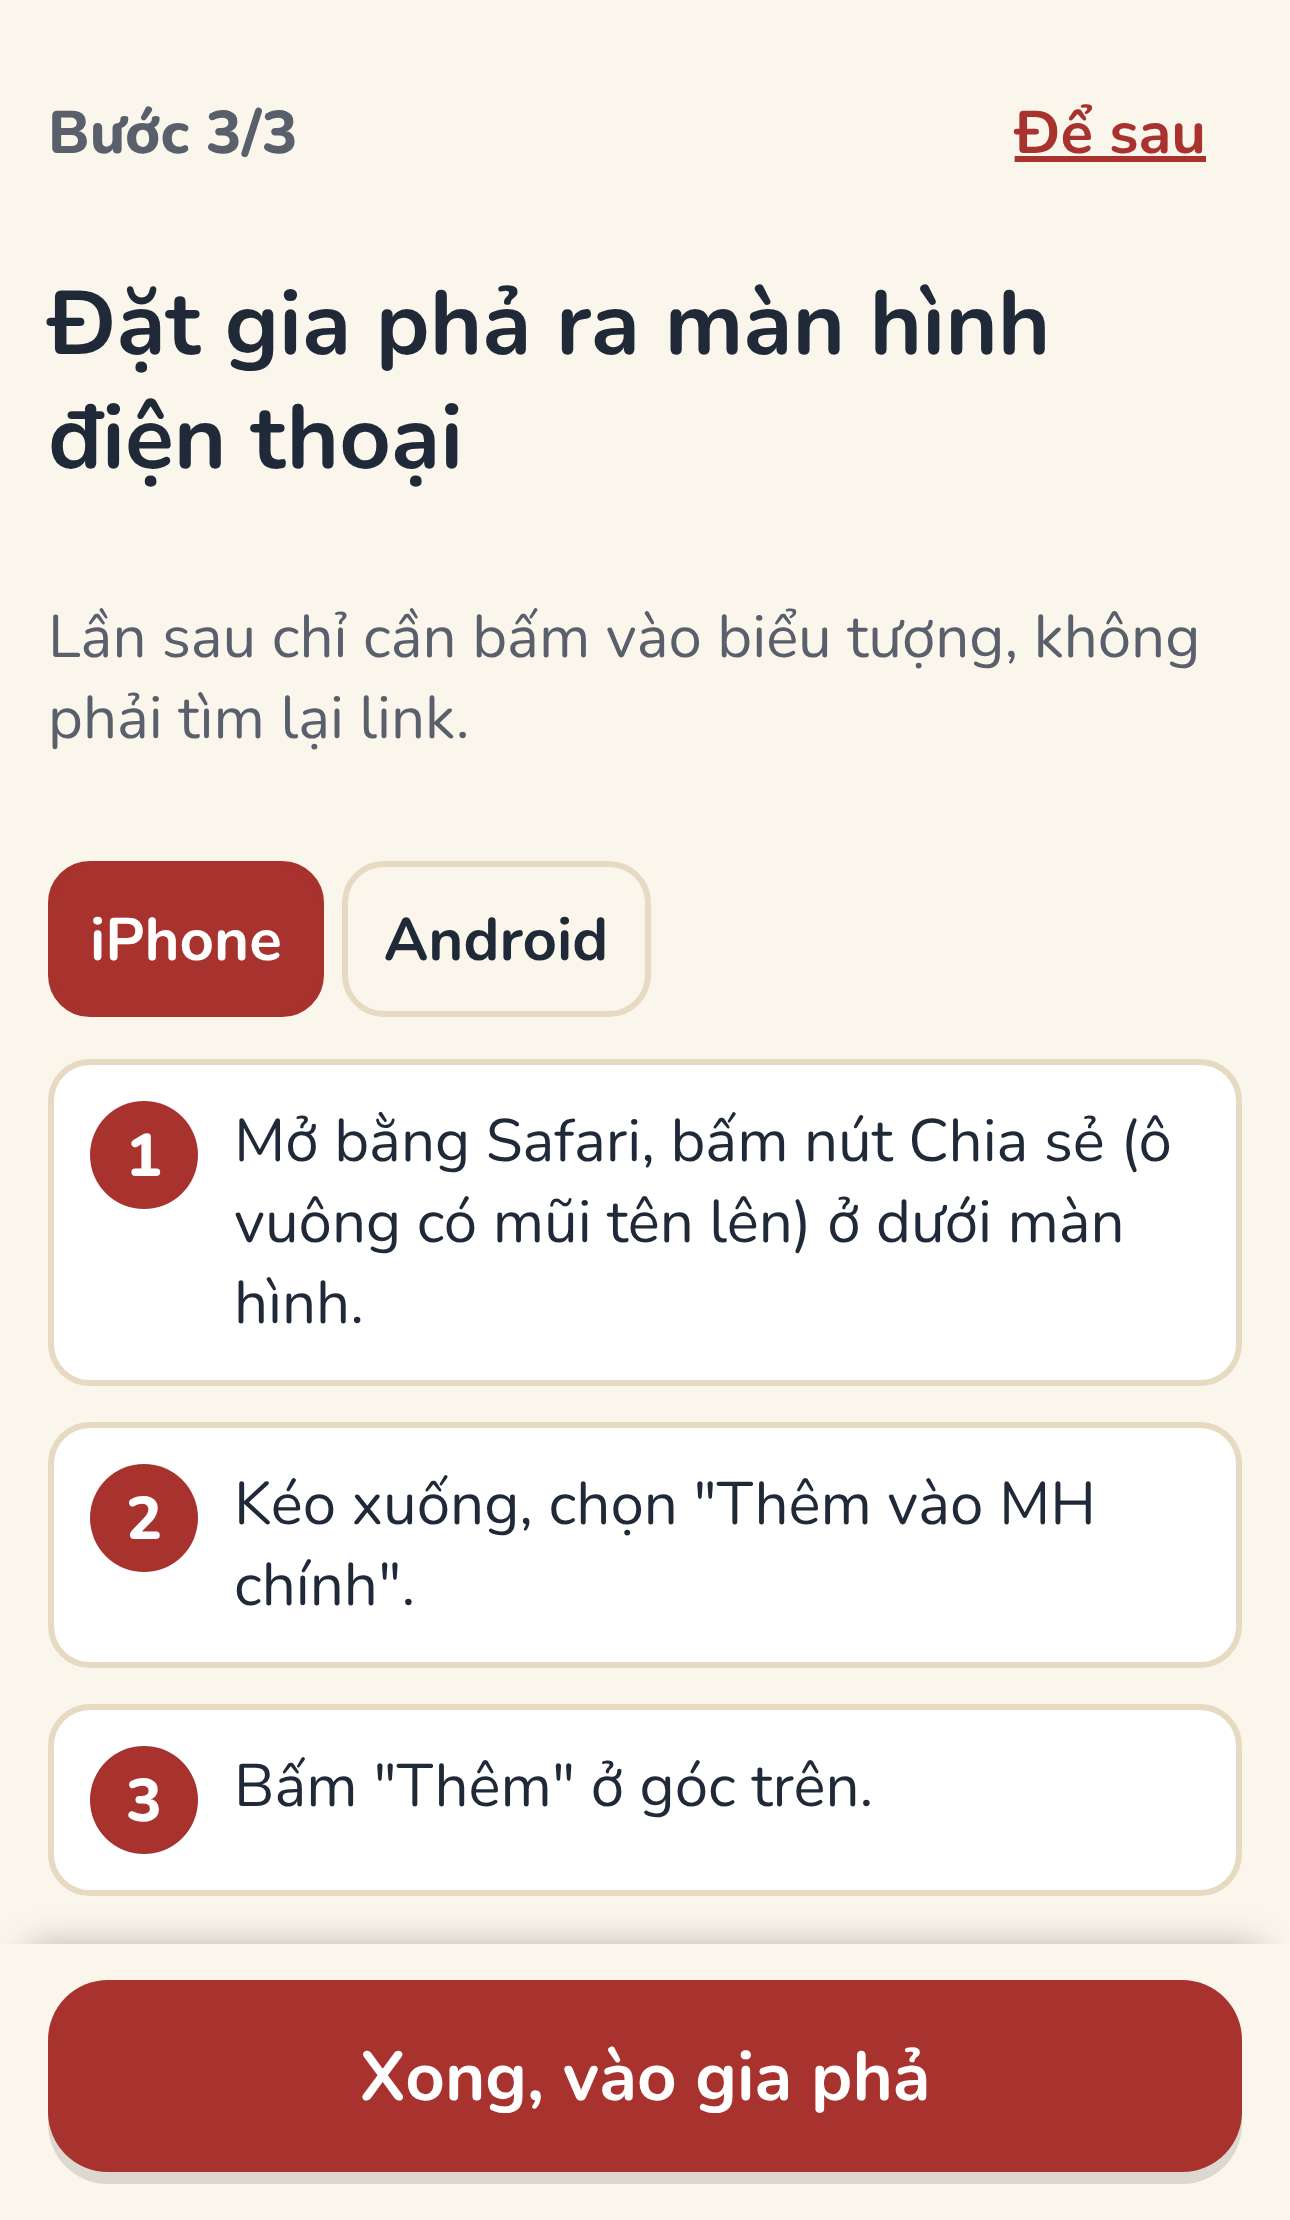 Bước 3/3
Để sau
Đặt gia phả ra màn hình
điện thoại
Lần sau chỉ cần bấm vào biểu tượng, không
phải tìm lại link.
iPhone
Android
1
Mở bằng Safari, bấm nút Chia sẻ (ô
vuông có mũi tên lên) ở dưới màn
hình.
2
Kéo xuống, chọn "Thêm vào MH
chính".
3
Bấm "Thêm" ở góc trên.
Xong, vào gia phả